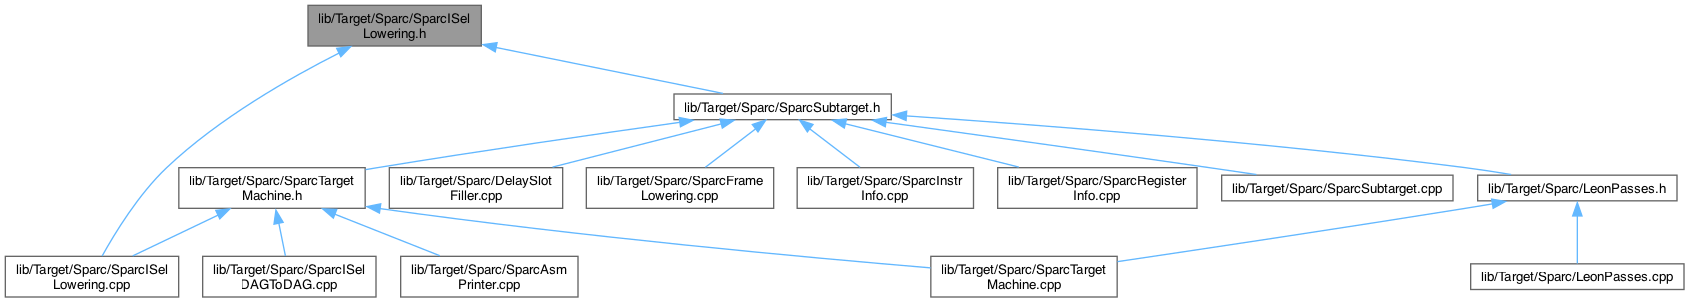 lib/Target/Sparc/SparcISel
Lowering.h
lib/Target/Sparc/SparcSubtarget.h
lib/Target/Sparc/SparcTarget
Machine.h
lib/Target/Sparc/DelaySlot
Filler.cpp
lib/Target/Sparc/SparcFrame
Lowering.cpp
lib/Target/Sparc/SparcInstr
Info.cpp
lib/Target/Sparc/SparcRegister
Info.cpp
lib/Target/Sparc/SparcSubtarget.cpp
lib/Target/Sparc/LeonPasses.h
lib/Target/Sparc/SparcISel
Lowering.cpp
lib/Target/Sparc/SparcISel
DAGToDAG.cpp
lib/Target/Sparc/SparcAsm
Printer.cpp
lib/Target/Sparc/SparcTarget
Machine.cpp
lib/Target/Sparc/LeonPasses.cpp